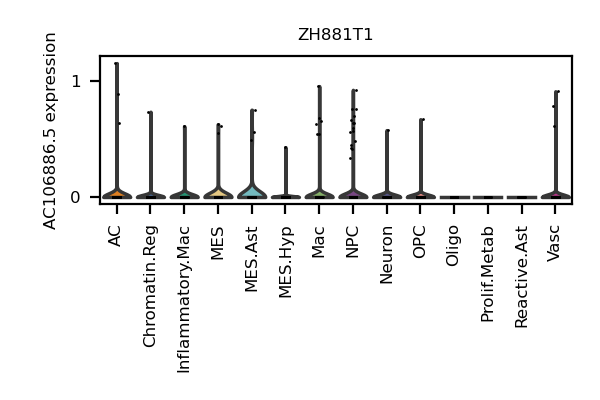 ZH881T1
AC106886.5 expression
1
0
AC
Chromatin.Reg
Inflammatory.Mac
MES
MES.Ast
MES.Hyp
Mac
NPC
Neuron
OPC
Oligo
Prolif.Metab
Reactive.Ast
Vasc